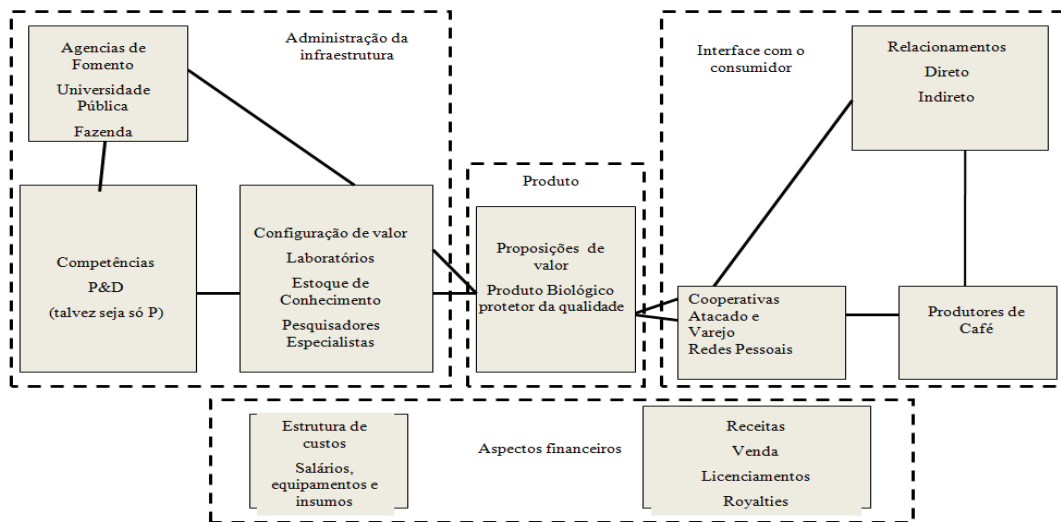 Agencias de
Fomento
Universidade
Pública
Fazenda
Administração da
infraestrutura
Competências
P&D
(talvez seja só P)
Configuração de valor
Laboratórios
Estoque de
Conhecimento
Pesquisadores
Especialistas
Produto
Proposições de
valor
Produto Biológico
protetor da qualidade
Interface com o
consumidor
Relacionamentos
Direto
Indireto
Cooperativas
Atacado e
Varejo
Redes Pessoais
Produtores de
Café
Estrutura de
custos
Salários,
equipamentos e
insumos
Aspectos financeiros
Receitas
Venda
Licenciamentos
Royalties